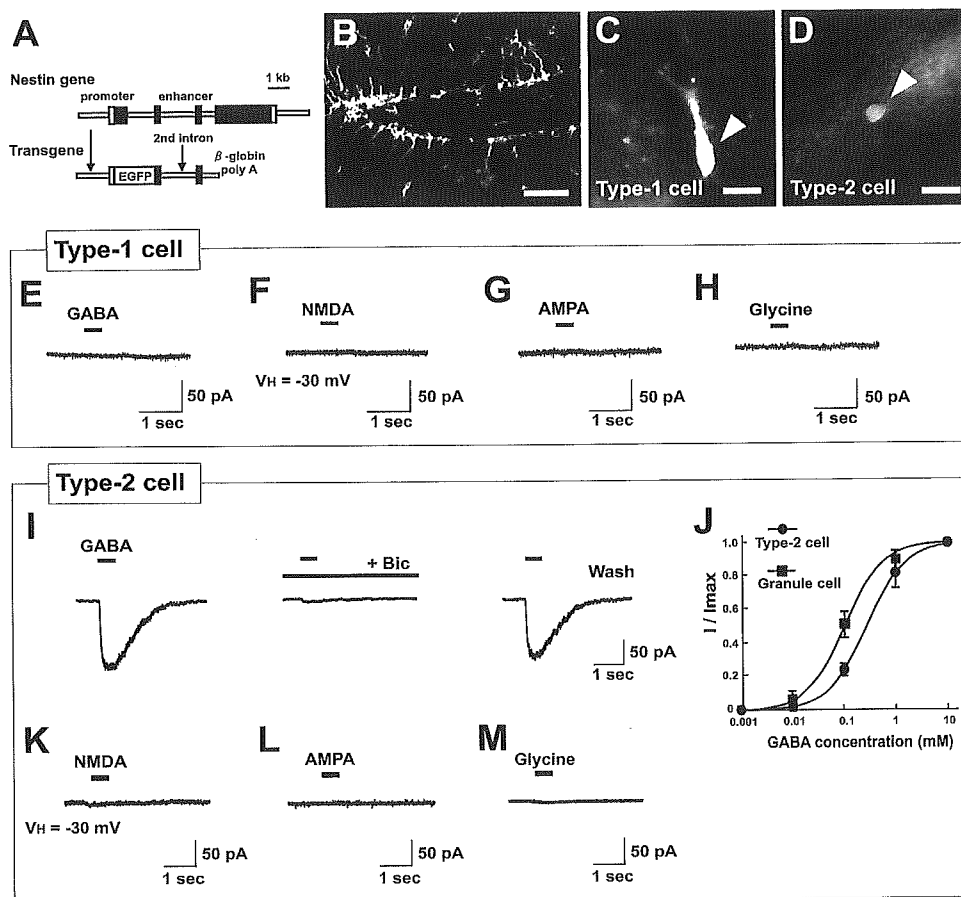 A
Nestin gene
1 kb
promoter
enhancer
2nd intron
Transgene
β-globin
poly A
EGFP
B
C
Type-1 cell
D
Type-2 cell
Type-1 cell
E
GABA
50 pA
1 sec
F
NMDA
VH = -30 mV
50 pA
1 sec
G
AMPA
50 pA
1 sec
H
Glycine
50 pA
1 sec
Type-2 cell
I
GABA
+ Bic
Wash
50 pA
1 sec
J
Type-2 cell
Granule cell
I / Imax
1.0
0.8
0.6
0.4
0.2
0
0.001
0.01
0.1
1
10
GABA concentration (mM)
K
NMDA
VH = -30 mV
50 pA
1 sec
L
AMPA
50 pA
1 sec
M
Glycine
50 pA
1 sec